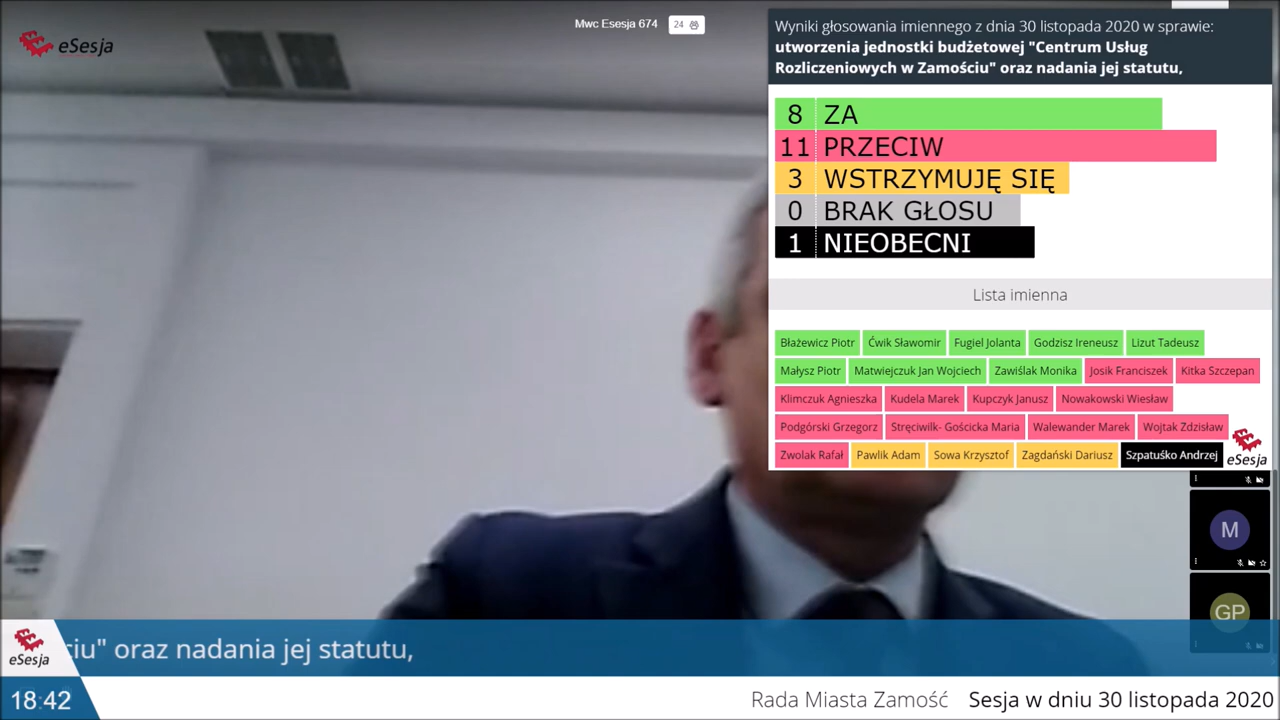 eSesja
Mwc Esesja 674
24
Wyniki głosowania imiennego z dnia 30 listopada 2020 w sprawie:
utworzenia jednostki budżetowej "Centrum Usług
Rozliczeniowych w Zamościu" oraz nadania jej statutu,
8 ZA
11 PRZECIW
3 WSTRZYMUJĘ SIĘ
0 BRAK GŁOSU
1 NIEOBECNI
Lista imienna
Błażewicz Piotr Ćwik Sławomir Fugiel Jolanta Godzisz Ireneusz Lizut Tadeusz
Małysz Piotr Matwiejczuk Jan Wojciech Zawiślak Monika Josik Franciszek Kitka Szczepan
Klimczuk Agnieszka Kudela Marek Kupczyk Janusz Nowakowski Wiesław
Podgórski Grzegorz Stręciwilk- Gościcka Maria Walewander Marek Wojtak Zdzisław
Zwolak Rafał Pawlik Adam Sowa Krzysztof Zagdański Dariusz Szpatuśko Andrzej
eSesja
M
GP
eSesja
ciu" oraz nadania jej statutu,
18:42
Rada Miasta Zamość Sesja w dniu 30 listopada 2020